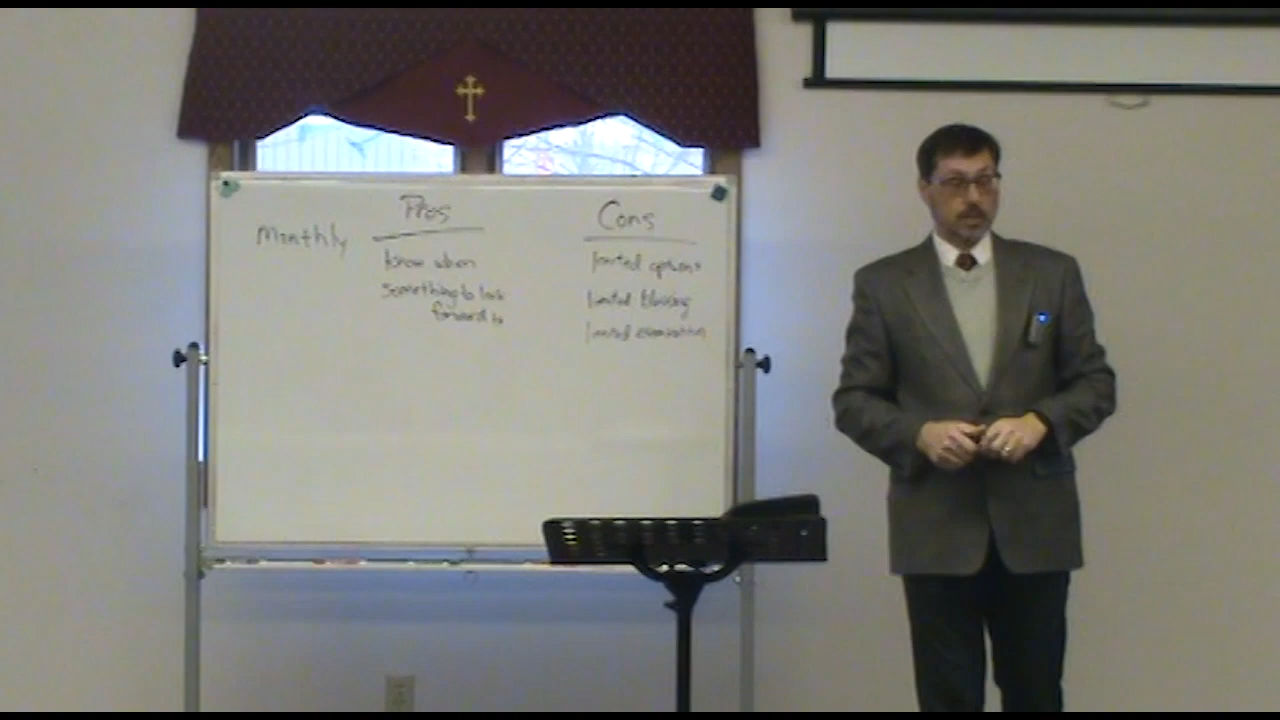 Pros
Cons
Monthly
know when
limited options
something to look
forward to
limited blessing
limited examination